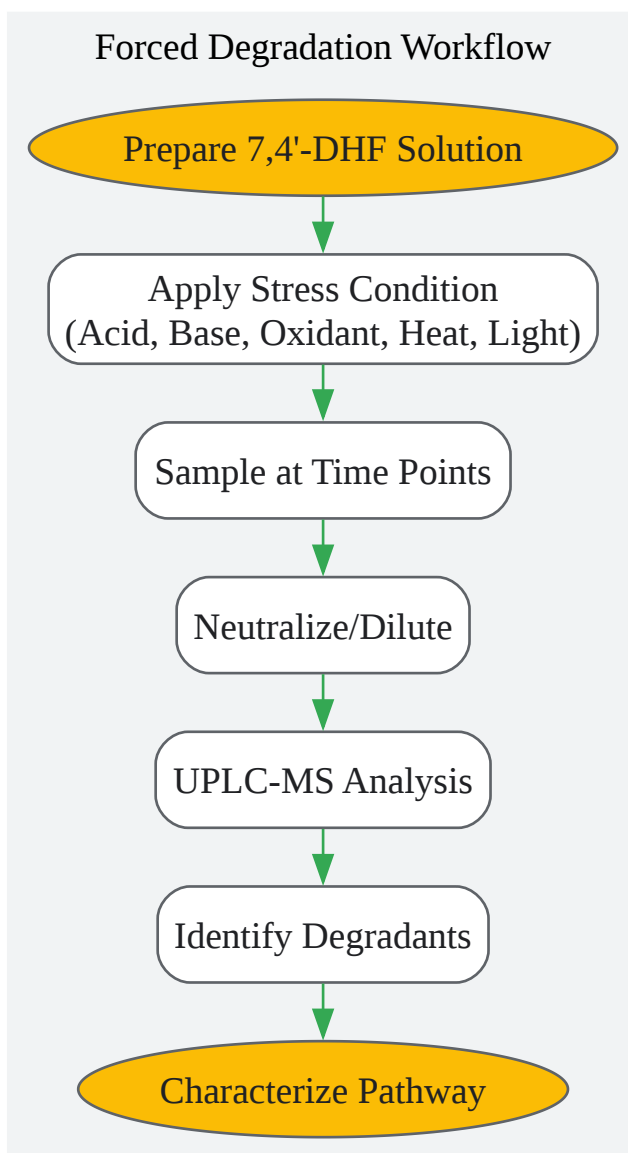 Forced Degradation Workflow
Prepare 7,4'-DHF Solution
Apply Stress Condition
(Acid, Base, Oxidant, Heat, Light)
Sample at Time Points
Neutralize/Dilute
UPLC-MS Analysis
Identify Degradants
Characterize Pathway